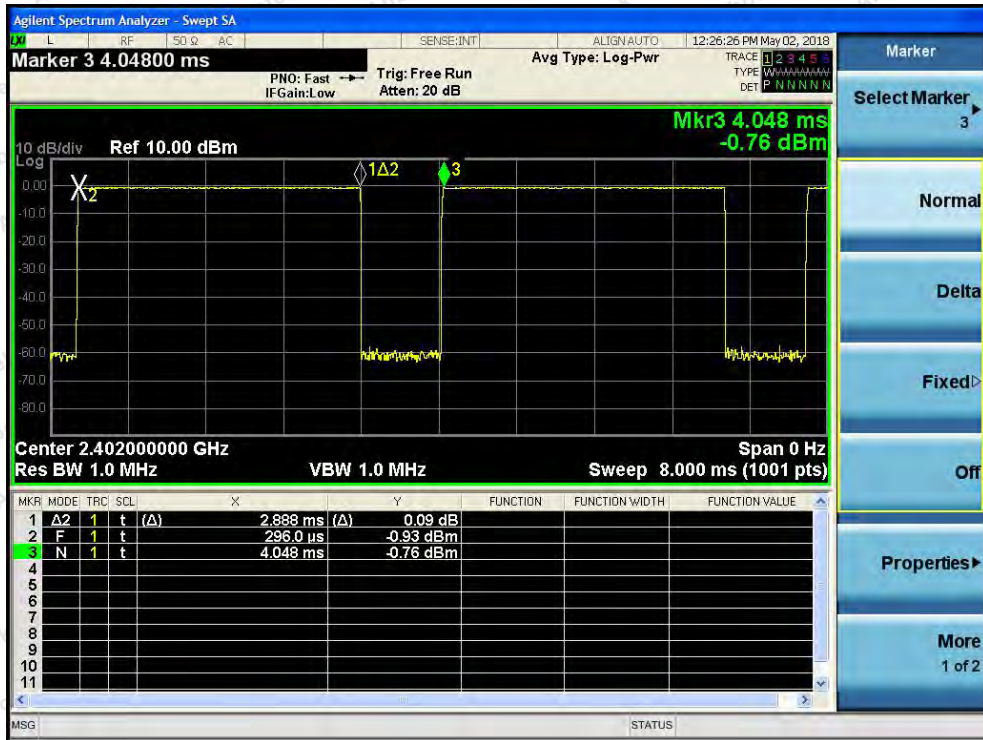 Agilent Spectrum Analyzer - Swept SA
LXI L RF 50 Ω AC SENSE:INT ALIGN AUTO 12:26:26 PM May 02, 2018
Marker 3 4.04800 ms
PNO: Fast
IFGain:Low
Trig: Free Run
Atten: 20 dB
Avg Type: Log-Pwr
TRACE 1 2 3 4 5 6
TYPE W
DET P N N N N N
Mkr3 4.048 ms
-0.76 dBm
10 dB/div Ref 10.00 dBm
Log
1Δ2
3
2
0.00
-10.0
-20.0
-30.0
-40.0
-50.0
-60.0
-70.0
-80.0
Center 2.402000000 GHz Span 0 Hz
Res BW 1.0 MHz VBW 1.0 MHz Sweep 8.000 ms (1001 pts)
MKR MODE TRC SCL X Y FUNCTION FUNCTION WIDTH FUNCTION VALUE
1 Δ2 1 t (Δ) 2.888 ms (Δ) 0.09 dB
2 F 1 t 296.0 µs -0.93 dBm
3 N 1 t 4.048 ms -0.76 dBm
4
5
6
7
8
9
10
11
MSG STATUS
Marker
Select Marker
3
Normal
Delta
Fixed
Off
Properties
More
1 of 2